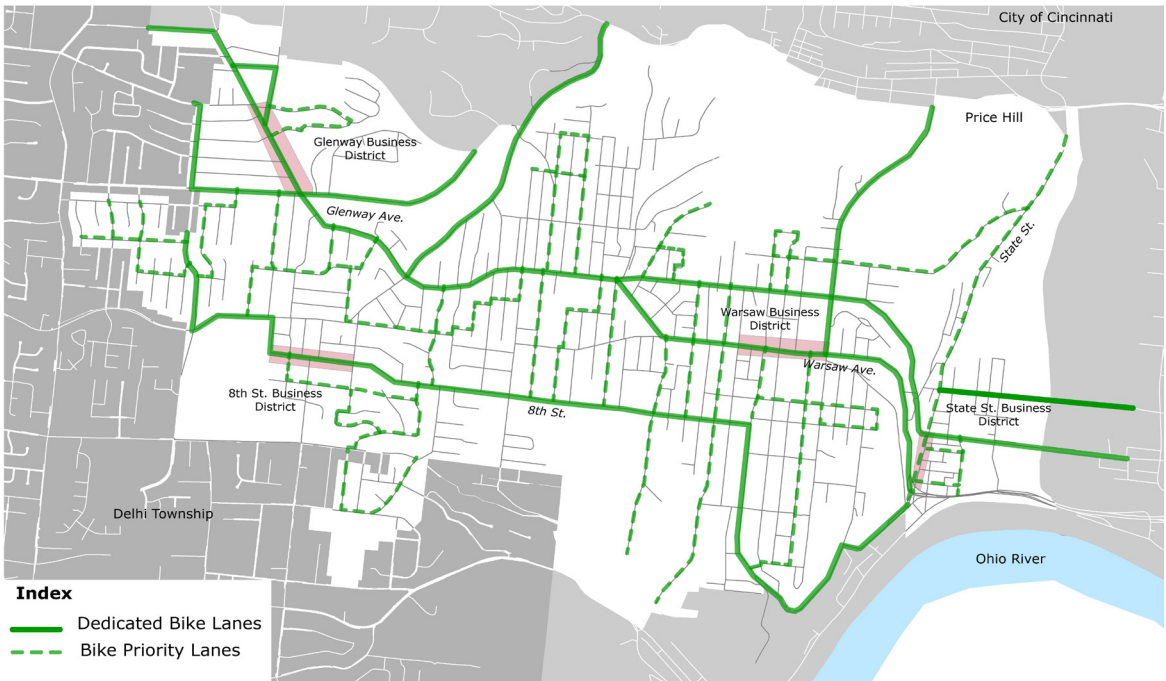 City of Cincinnati
Price Hill
Glenway Business
District
Glenway Ave.
State St.
Warsaw Business
District
Warsaw Ave.
8th St. Business
District
8th St.
State St. Business
District
Delhi Township
Ohio River
Index
Dedicated Bike Lanes
Bike Priority Lanes